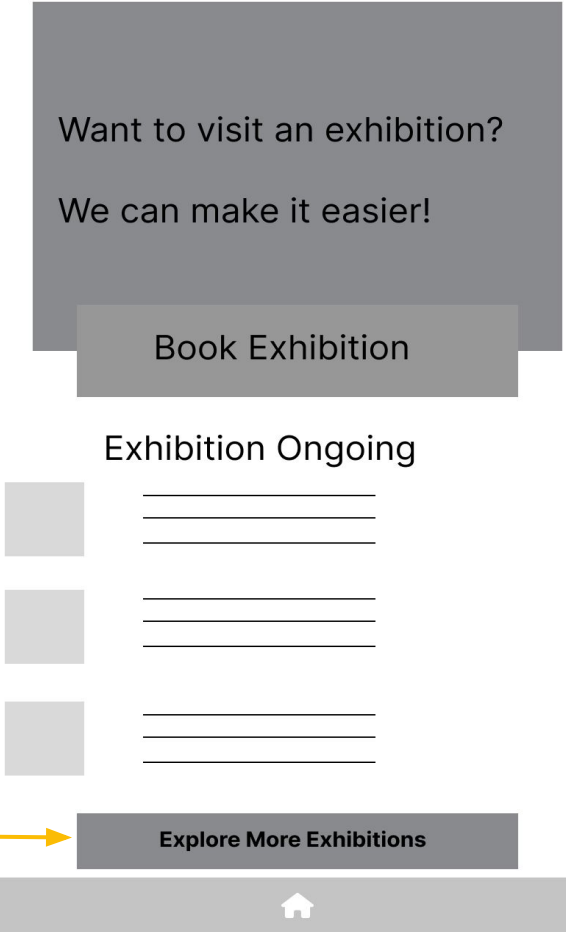 Want to visit an exhibition?
We can make it easier!
Book Exhibition
Exhibition Ongoing
Explore More Exhibitions